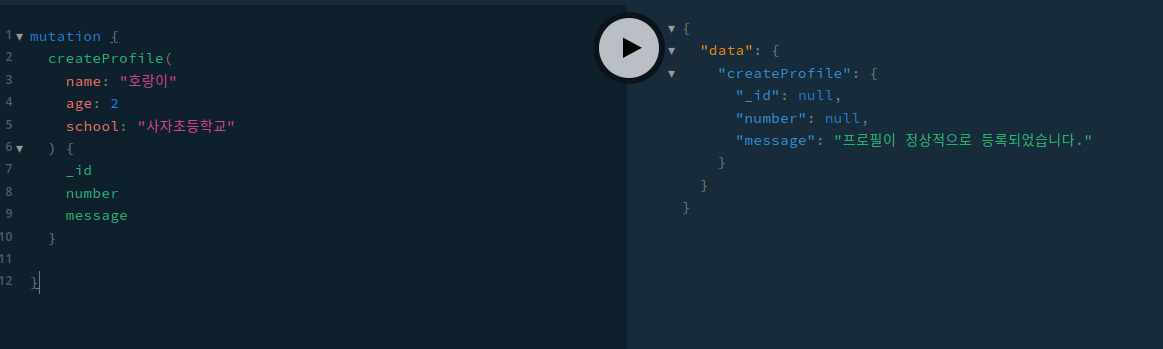 1 mutation {
2 createProfile(
3 name: "호랑이"
4 age: 2
5 school: "사자초등학교"
6 ) {
7 _id
8 number
9 message
10 }
11
12 }
{
"data": {
"createProfile": {
"_id": null,
"number": null,
"message": "프로필이 정상적으로 등록되었습니다."
}
}
}